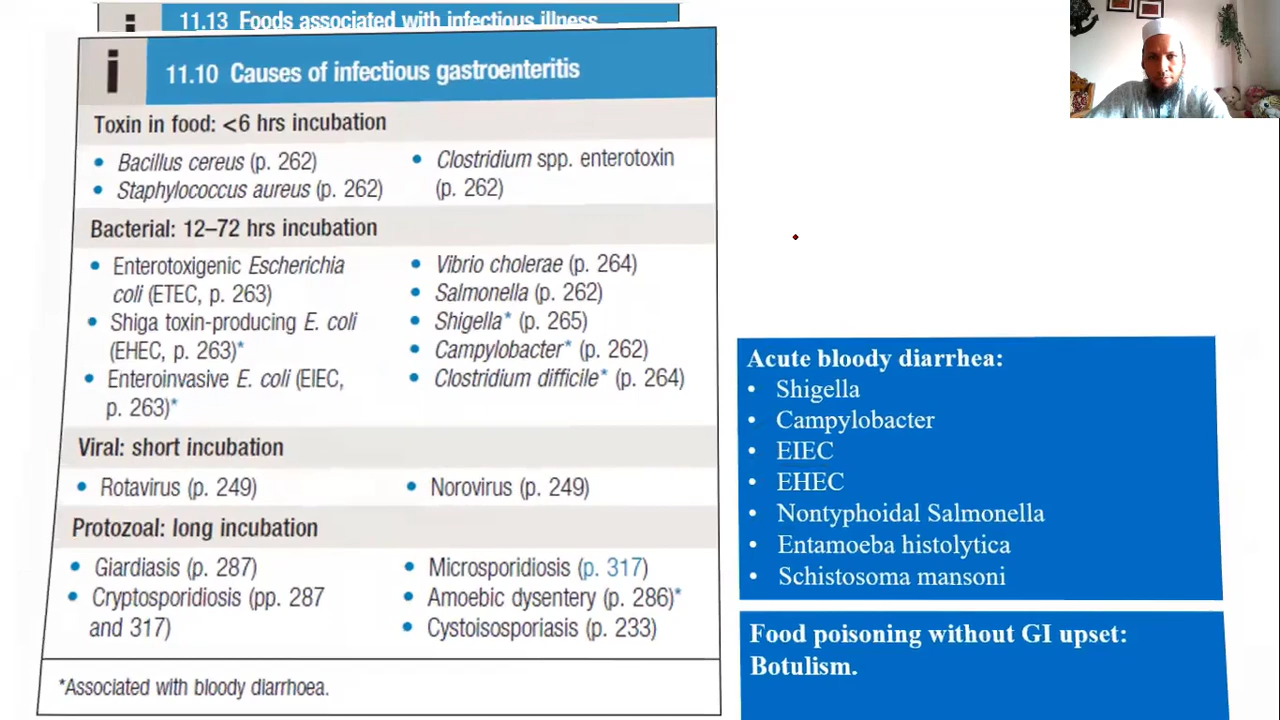 11.13 Foods associated with infectious illness
i
11.10 Causes of infectious gastroenteritis
Toxin in food: <6 hrs incubation
• Bacillus cereus (p. 262)
• Staphylococcus aureus (p. 262)
• Clostridium spp. enterotoxin
(p. 262)
Bacterial: 12–72 hrs incubation
• Enterotoxigenic Escherichia
coli (ETEC, p. 263)
• Shiga toxin-producing E. coli
(EHEC, p. 263)*
• Enteroinvasive E. coli (EIEC,
p. 263)*
• Vibrio cholerae (p. 264)
• Salmonella (p. 262)
• Shigella* (p. 265)
• Campylobacter* (p. 262)
• Clostridium difficile* (p. 264)
Viral: short incubation
• Rotavirus (p. 249)
• Norovirus (p. 249)
Protozoal: long incubation
• Giardiasis (p. 287)
• Cryptosporidiosis (pp. 287
and 317)
• Microsporidiosis (p. 317)
• Amoebic dysentery (p. 286)*
• Cystoisosporiasis (p. 233)
*Associated with bloody diarrhoea.
Acute bloody diarrhea:
• Shigella
• Campylobacter
• EIEC
• EHEC
• Nontyphoidal Salmonella
• Entamoeba histolytica
• Schistosoma mansoni
Food poisoning without GI upset:
Botulism.